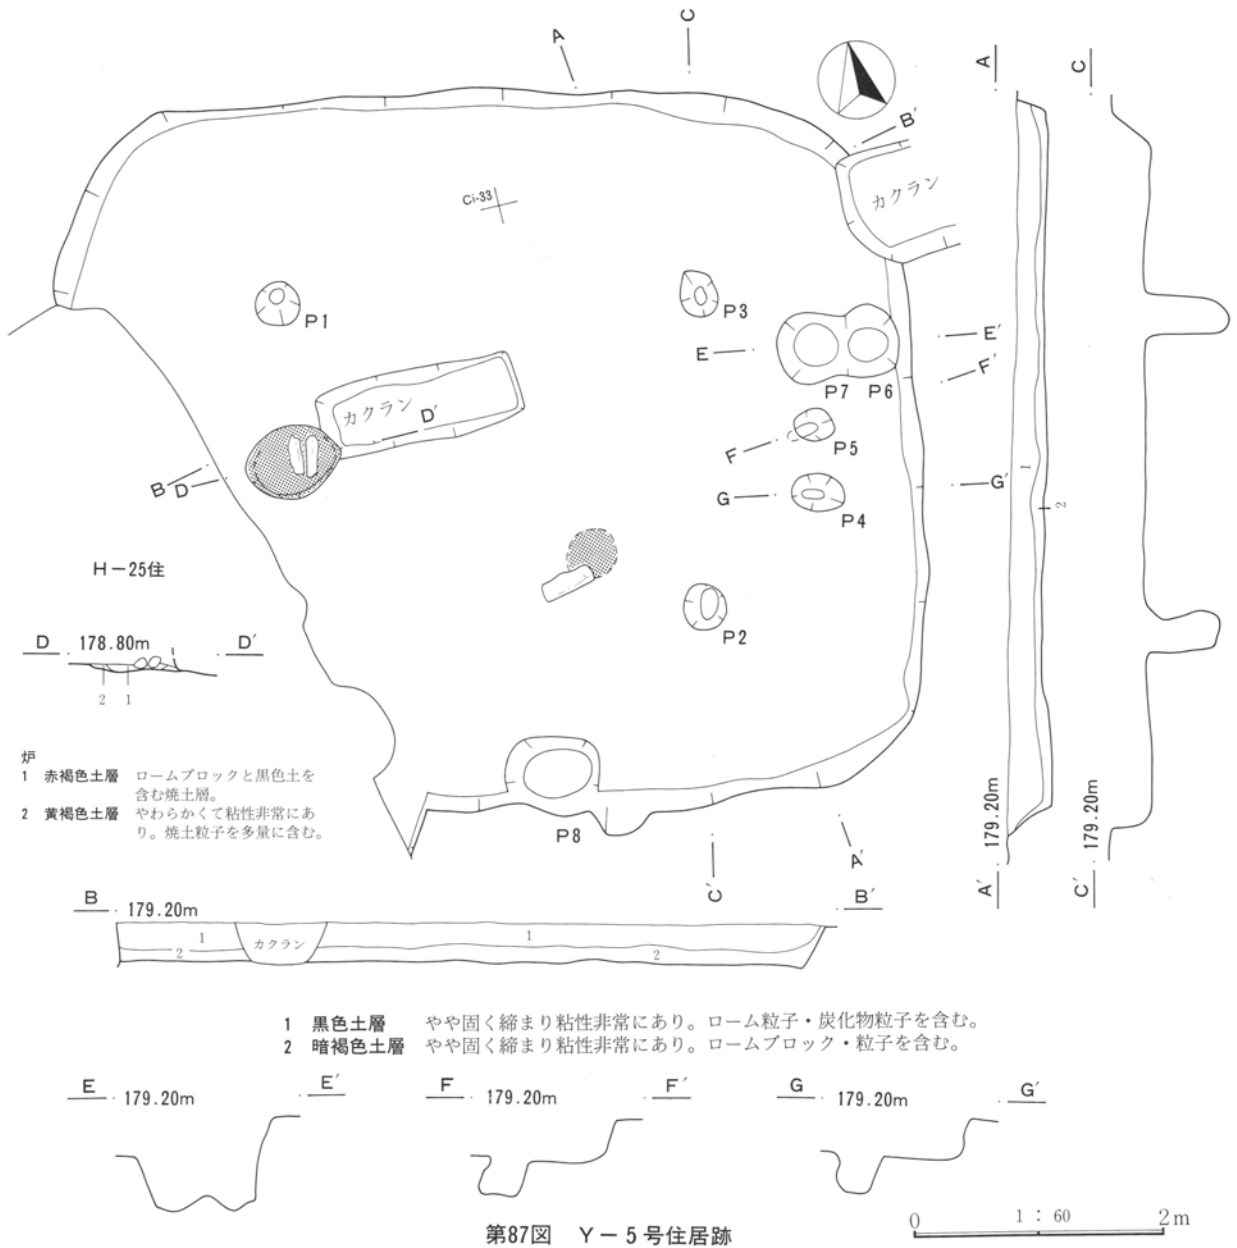 A
C
B′
カクラン
Ci-33
P1
P3
E
E′
F′
P7
P6
カクラン
D′
P5
F
B
D
G
G′
P4
H－25住
P2
D
178.80m
D′
2
1
炉
1 赤褐色土層 ロームブロックと黒色土を
含む焼土層。
2 黄褐色土層 やわらかくて粘性非常にあ
り。焼土粒子を多量に含む。
P8
A′
C′
A
1
2
179.20m
A′
C
179.20m
C′
B
179.20m
B′
1
2
カクラン
1
2
1 黒色土層 やや固く締まり粘性非常にあり。ローム粒子・炭化物粒子を含む。
2 暗褐色土層 やや固く締まり粘性非常にあり。ロームブロック・粒子を含む。
E
179.20m
E′
F
179.20m
F′
G
179.20m
G′
第87図 Y－5号住居跡
0
1：60
2m